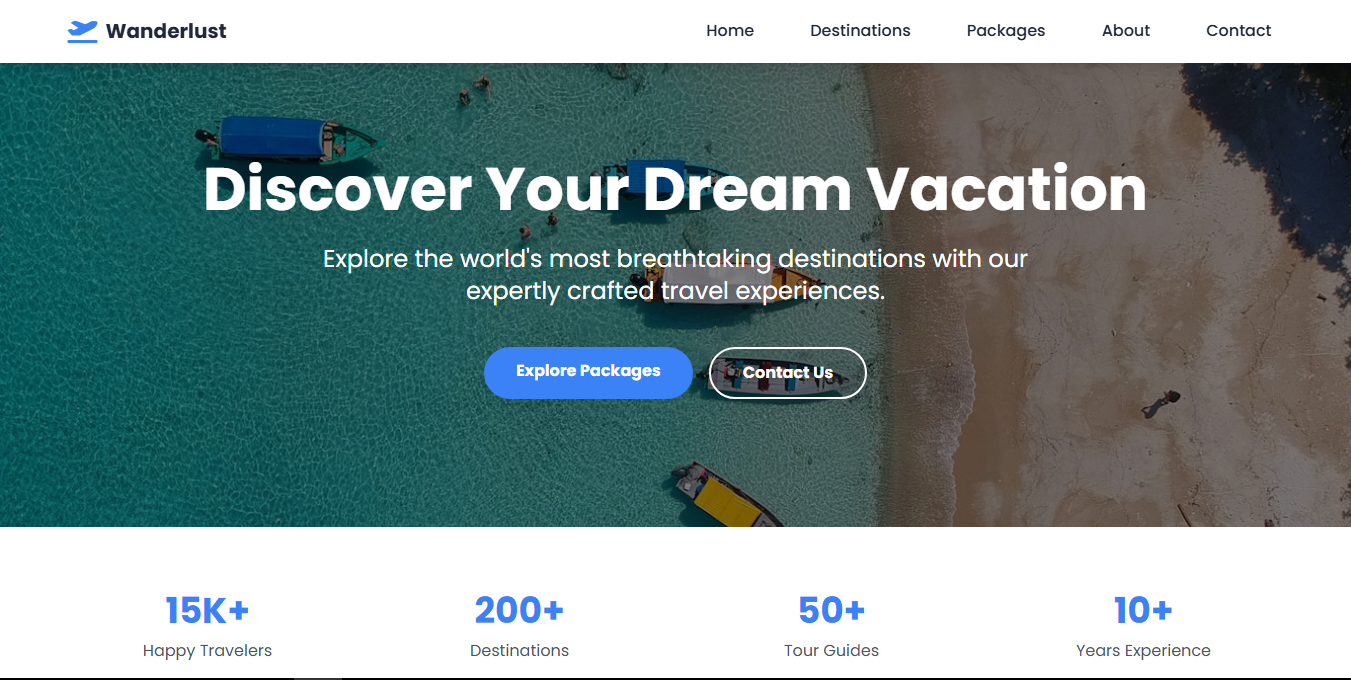 Wanderlust
Home Destinations Packages About Contact
Discover Your Dream Vacation
Explore the world's most breathtaking destinations with our
expertly crafted travel experiences.
Explore Packages Contact Us
15K+ 200+ 50+ 10+
Happy Travelers Destinations Tour Guides Years Experience